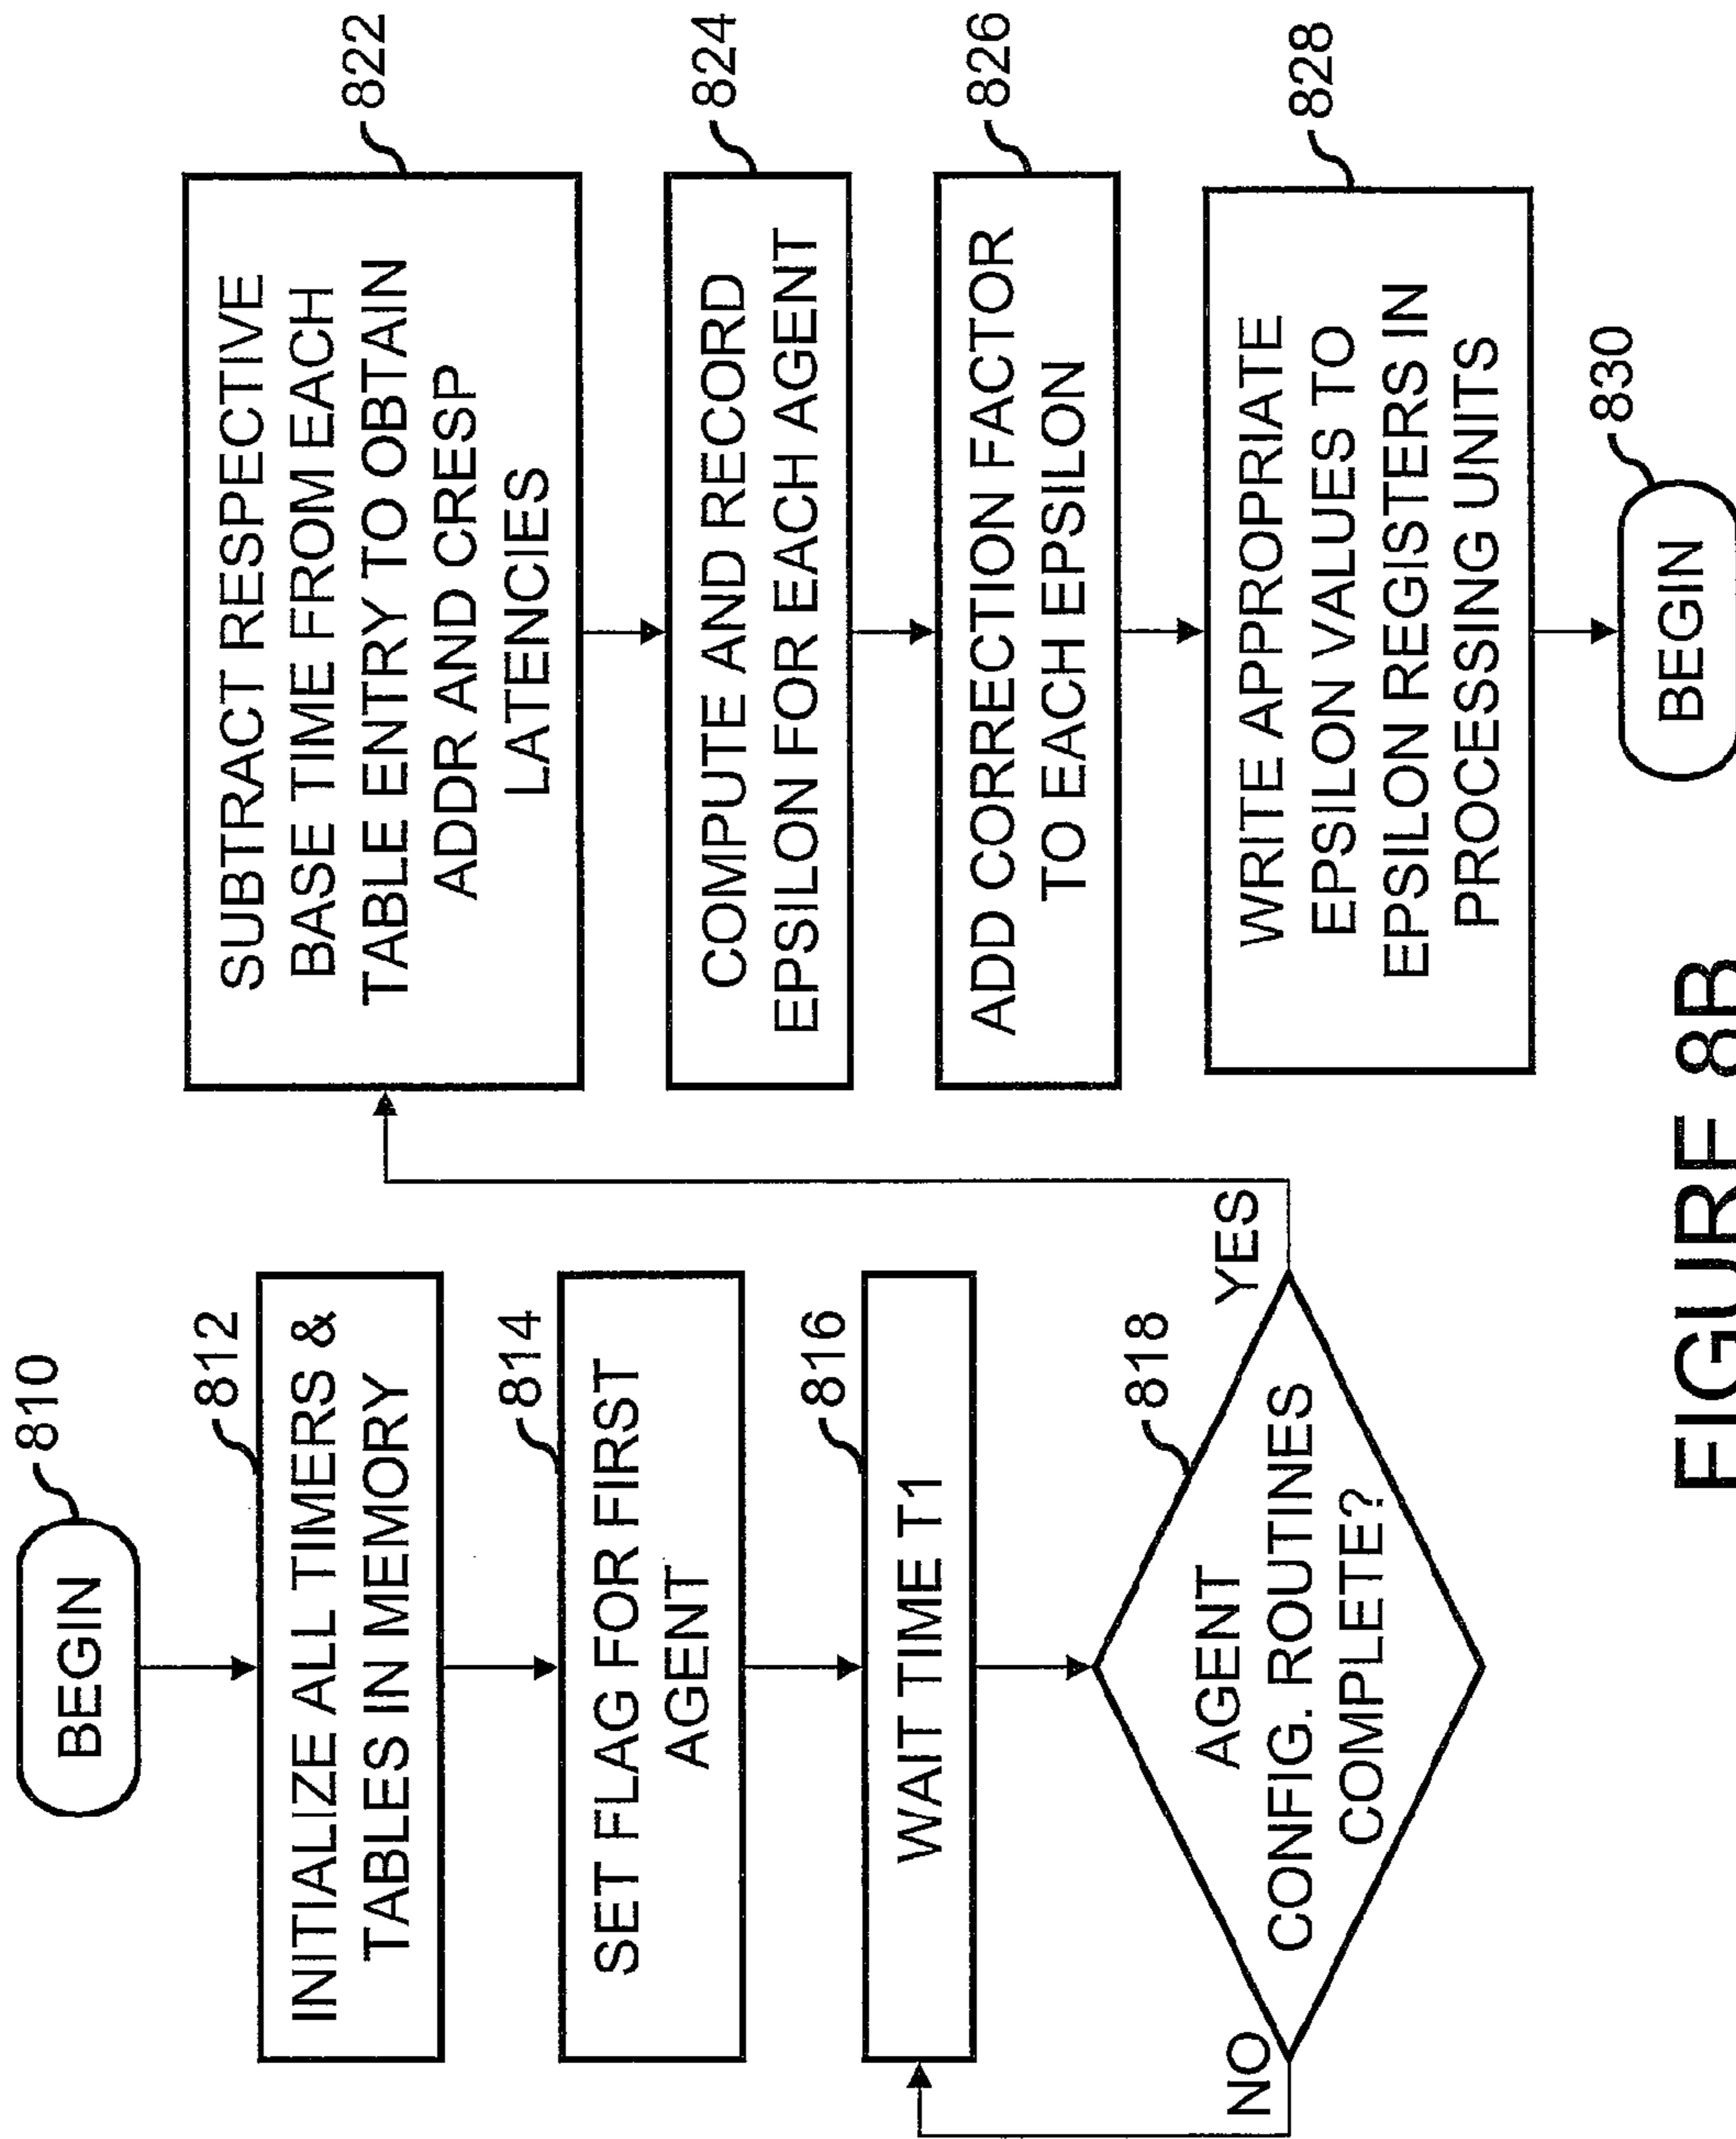 810
BEGIN
812
INITIALIZE ALL TIMERS &
TABLES IN MEMORY
814
SET FLAG FOR FIRST
AGENT
816
WAIT TIME T1
818
AGENT
CONFIG. ROUTINES
COMPLETE?
NO
YES
822
SUBTRACT RESPECTIVE
BASE TIME FROM EACH
TABLE ENTRY TO OBTAIN
ADDR AND CRESP
LATENCIES
824
COMPUTE AND RECORD
EPSILON FOR EACH AGENT
826
ADD CORRECTION FACTOR
TO EACH EPSILON
828
WRITE APPROPRIATE
EPSILON VALUES TO
EPSILON REGISTERS IN
PROCESSING UNITS
830
BEGIN
FIGURE 8B